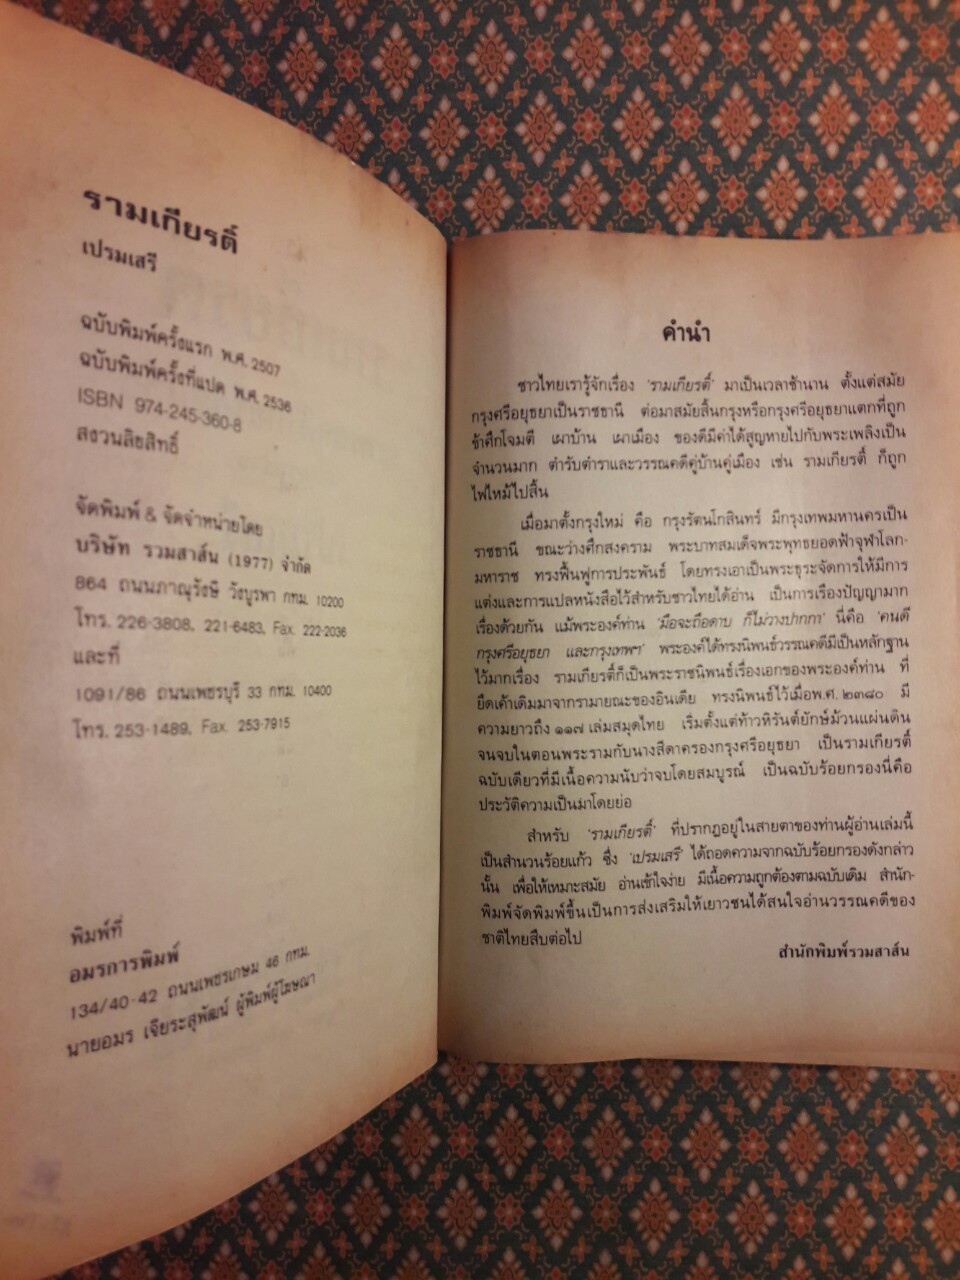 รามเกียรติ์
เปรมเสรี
ฉบับพิมพ์ครั้งแรก พ.ศ. 2507
ฉบับพิมพ์ครั้งที่แปด พ.ศ. 2536
ISBN 974-245-360-8
สงวนลิขสิทธิ์
จัดพิมพ์ & จัดจำหน่ายโดย
บริษัท รวมสาส์น (1977) จำกัด
864 ถนนภาณุรังษี วังบูรพา กทม. 10200
โทร. 226-3808, 221-6483, Fax. 222-2036
และที่
1091/86 ถนนเพชรบุรี 33 กทม. 10400
โทร. 253-1489, Fax. 253-7915
พิมพ์ที่
อมรการพิมพ์
134/40-42 ถนนเพชรเกษม 46 กทม.
นายอมร เจียระสุพัฒน์ ผู้พิมพ์ผู้โฆษณา
คำนำ
ชาวไทยเรารู้จักเรื่อง 'รามเกียรติ์' มาเป็นเวลาช้านาน ตั้งแต่สมัย
กรุงศรีอยุธยาเป็นราชธานี ต่อมาสมัยสิ้นกรุงหรือกรุงศรีอยุธยาแตกที่ถูก
ข้าศึกโจมตี เผาบ้าน เผาเมือง ของดีมีค่าได้สูญหายไปกับพระเพลิงเป็น
จำนวนมาก ตำรับตำราและวรรณคดีคู่บ้านคู่เมือง เช่น รามเกียรติ์ ก็ถูก
ไฟไหม้ไปสิ้น
เมื่อมาตั้งกรุงใหม่ คือ กรุงรัตนโกสินทร์ มีกรุงเทพมหานครเป็น
ราชธานี ขณะว่างศึกสงคราม พระบาทสมเด็จพระพุทธยอดฟ้าจุฬาโลก-
มหาราช ทรงฟื้นฟูการประพันธ์ โดยทรงเอาเป็นพระธุระจัดการให้มีการ
แต่งและการแปลหนังสือไว้สำหรับชาวไทยได้อ่าน เป็นการเรืองปัญญามาก
เรื่องด้วยกัน แม้พระองค์ท่าน 'มือจะถือดาบ ก็ไม่วางปากกา' นี่คือ 'คนดี
กรุงศรีอยุธยา และกรุงเทพฯ' พระองค์ได้ทรงนิพนธ์วรรณคดีมีเป็นหลักฐาน
ไว้มากเรื่อง รามเกียรติ์ก็เป็นพระราชนิพนธ์เรื่องเอกของพระองค์ท่าน ที่
ยึดเค้าเดิมมาจากรามายณะของอินเดีย ทรงนิพนธ์ไว้เมื่อพ.ศ. ๒๓๘๐ มี
ความยาวถึง ๑๑๗ เล่มสมุดไทย เริ่มตั้งแต่ท้าวหิรันต์ยักษ์ม้วนแผ่นดิน
จนจบในตอนพระรามกับนางสีดาครองกรุงศรีอยุธยา เป็นรามเกียรติ์
ฉบับเดียวที่มีเนื้อความนับว่าจบโดยสมบูรณ์ เป็นฉบับร้อยกรองนี่คือ
ประวัติความเป็นมาโดยย่อ
สำหรับ 'รามเกียรติ์' ที่ปรากฏอยู่ในสายตาของท่านผู้อ่านเล่มนี้
เป็นสำนวนร้อยแก้ว ซึ่ง 'เปรมเสรี' ได้ถอดความจากฉบับร้อยกรองดังกล่าว
นั้น เพื่อให้เหมาะสมัย อ่านเข้าใจง่าย มีเนื้อความถูกต้องตามฉบับเดิม สำนัก-
พิมพ์จัดพิมพ์ขึ้นเป็นการส่งเสริมให้เยาวชนได้สนใจอ่านวรรณคดีของ
ชาติไทยสืบต่อไป
สำนักพิมพ์รวมสาส์น